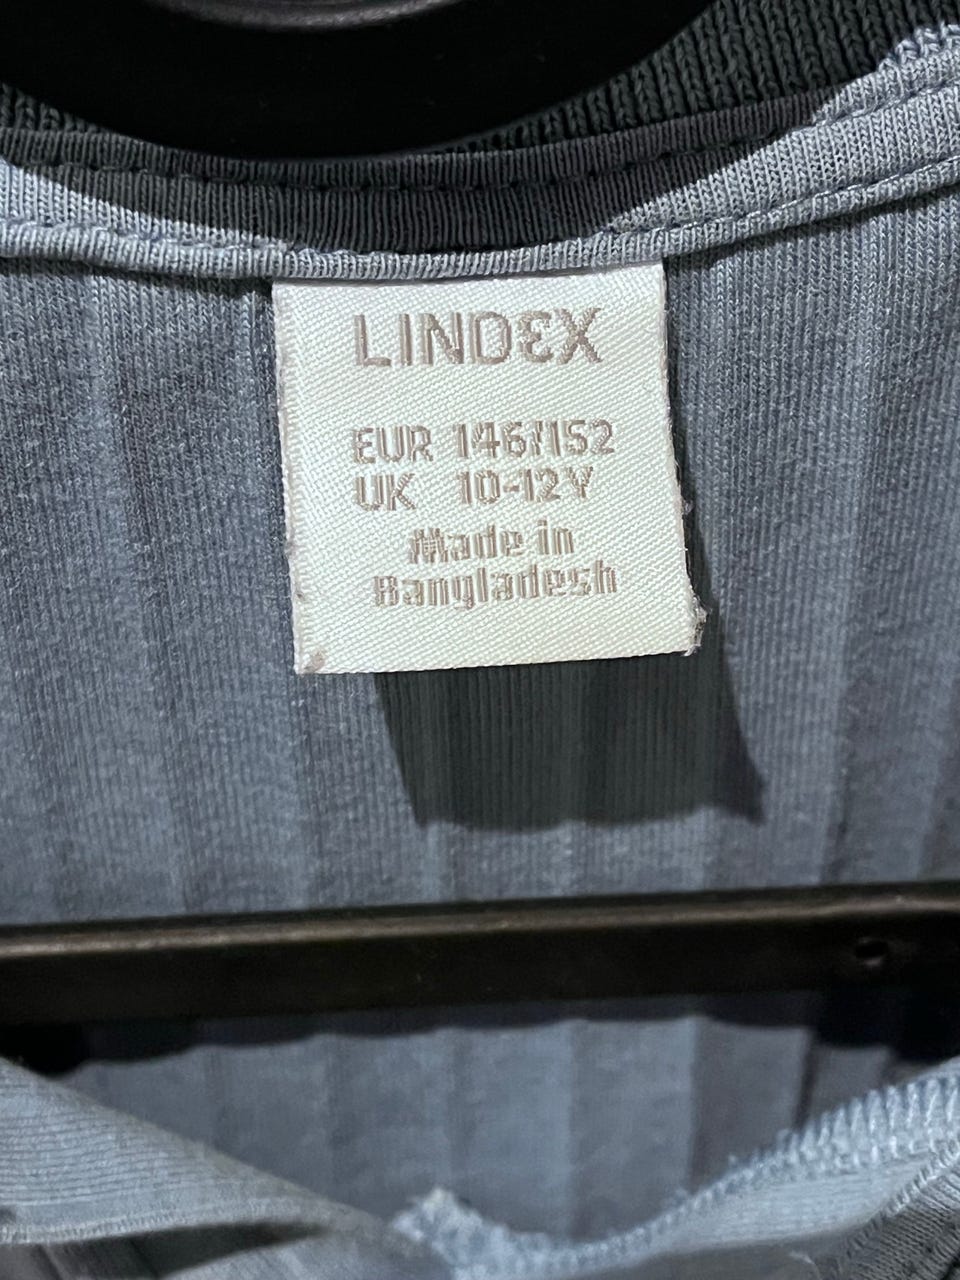 LINDEX
EUR 146/152
UK 10-12Y
Made in
Bangladesh